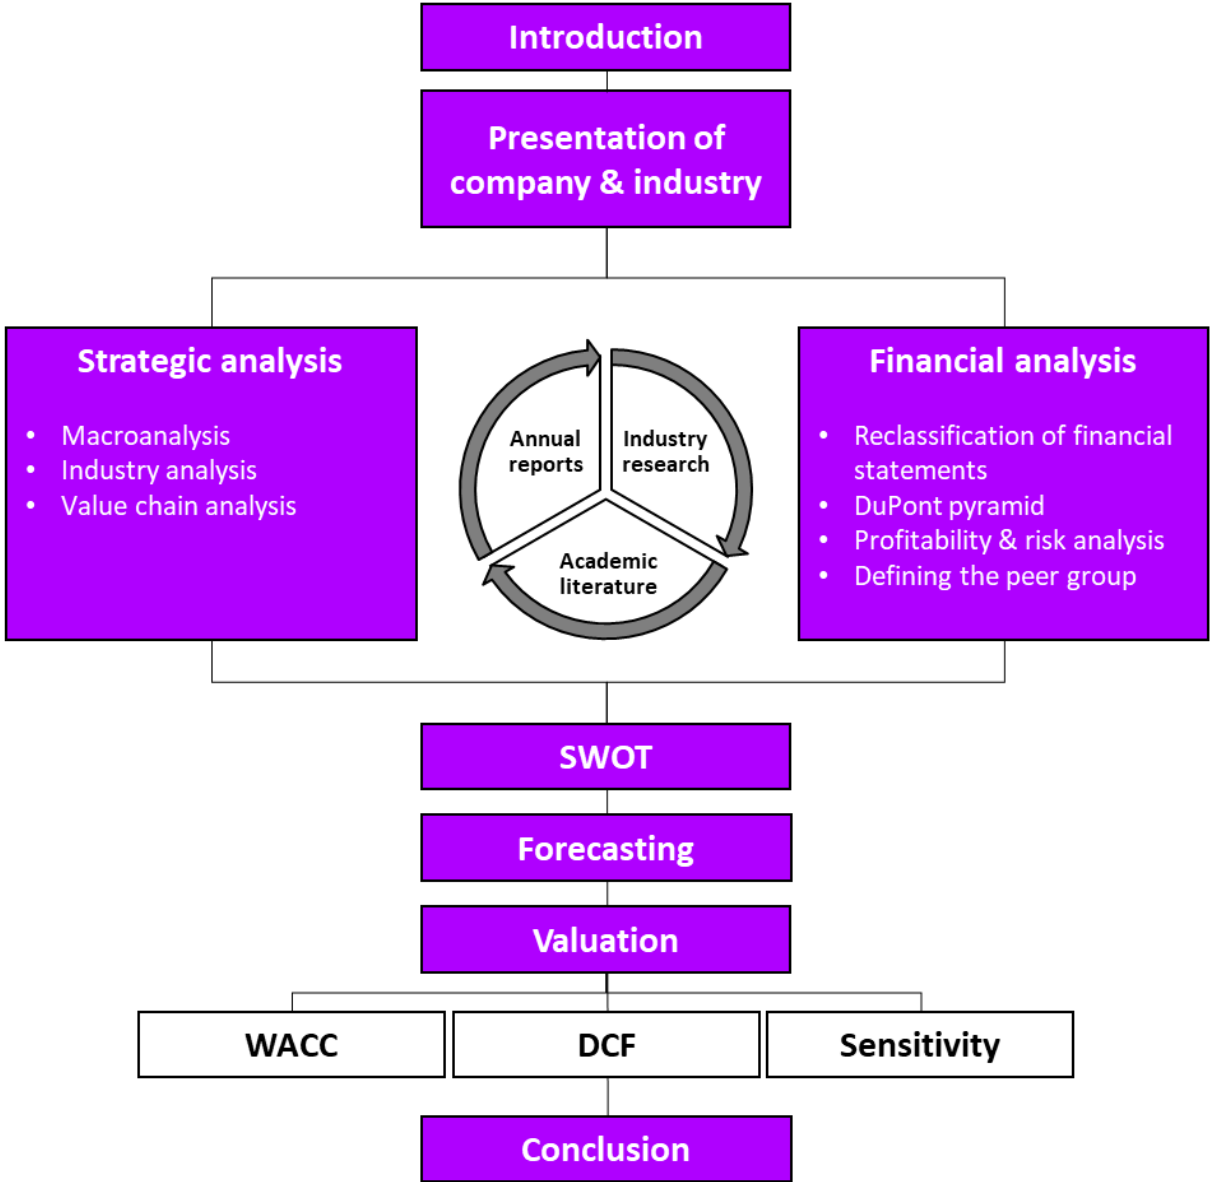 Introduction
Presentation of
company & industry
Strategic analysis
• Macroanalysis
• Industry analysis
• Value chain analysis
Annual
reports
Industry
research
Academic
literature
Financial analysis
• Reclassification of financial
statements
• DuPont pyramid
• Profitability & risk analysis
• Defining the peer group
SWOT
Forecasting
Valuation
WACC
DCF
Sensitivity
Conclusion